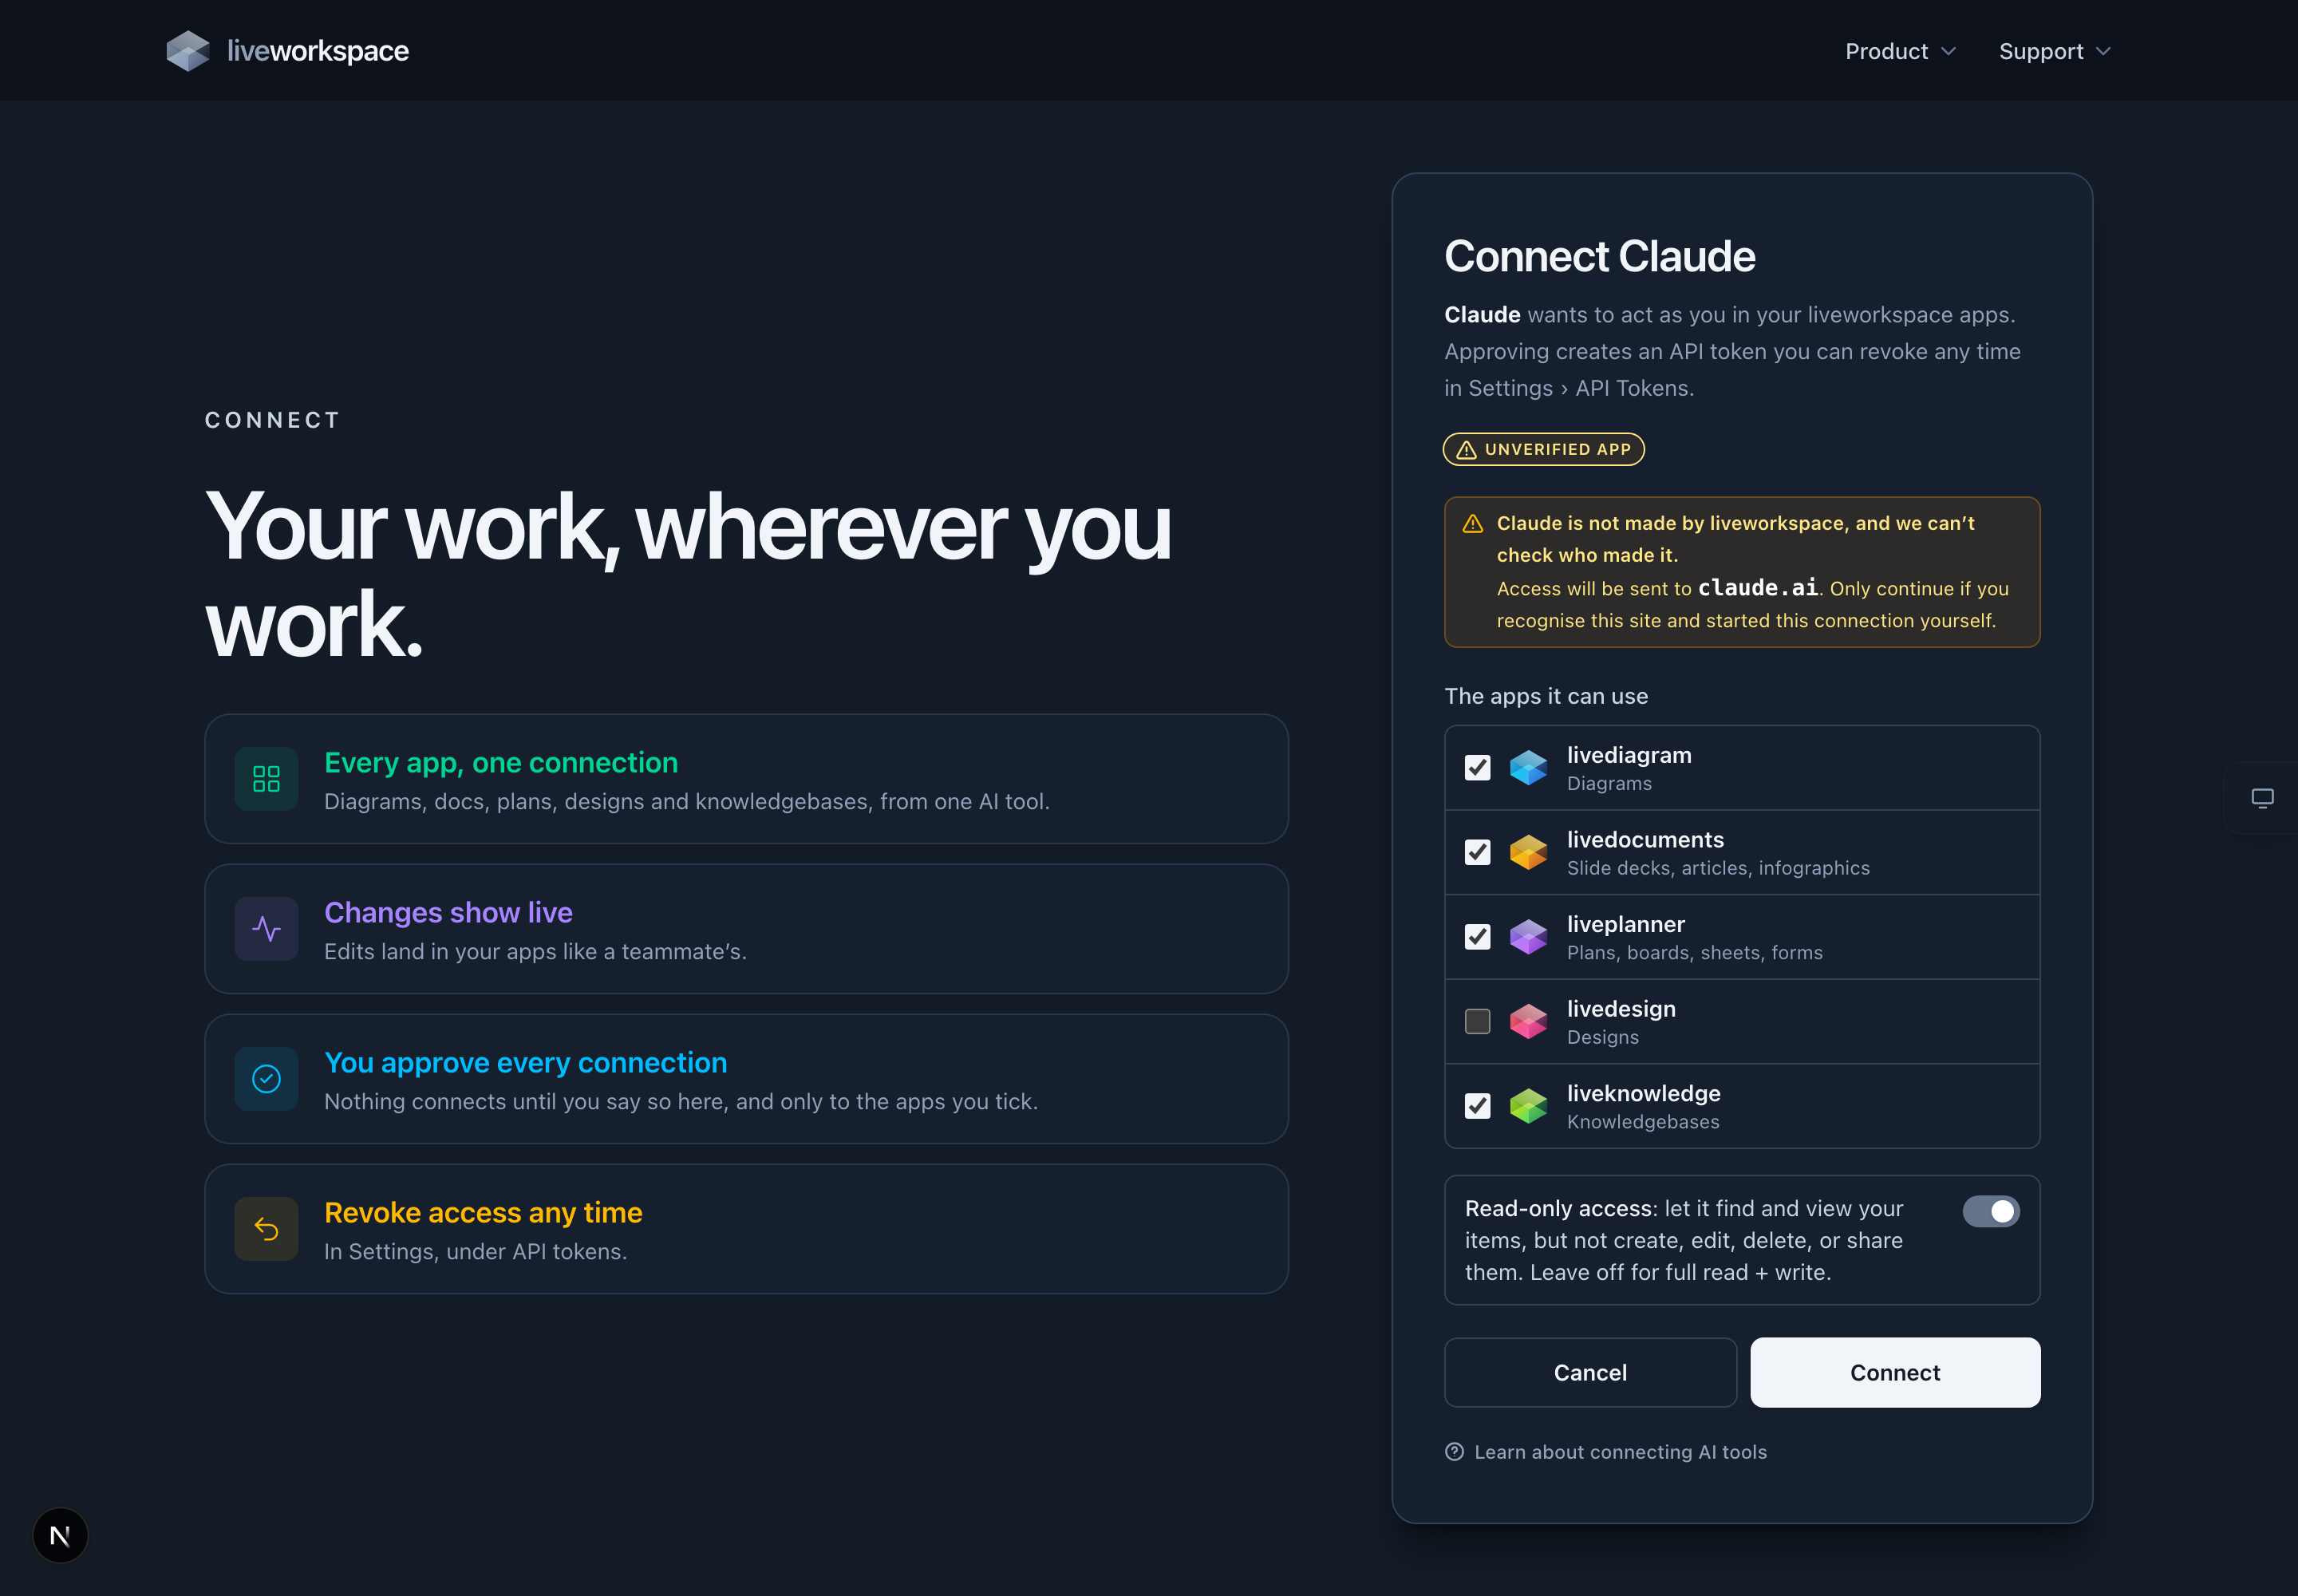 liveworkspace
Product
Support
CONNECT
Your work, wherever you
work.
Every app, one connection
Diagrams, docs, plans, designs and knowledgebases, from one AI tool.
Changes show live
Edits land in your apps like a teammate’s.
You approve every connection
Nothing connects until you say so here, and only to the apps you tick.
Revoke access any time
In Settings, under API tokens.
Connect Claude
Claude wants to act as you in your liveworkspace apps.
Approving creates an API token you can revoke any time
in Settings › API Tokens.
UNVERIFIED APP
Claude is not made by liveworkspace, and we can’t
check who made it.
Access will be sent to claude.ai. Only continue if you
recognise this site and started this connection yourself.
The apps it can use
livediagram
Diagrams
livedocuments
Slide decks, articles, infographics
liveplanner
Plans, boards, sheets, forms
livedesign
Designs
liveknowledge
Knowledgebases
Read-only access: let it find and view your
items, but not create, edit, delete, or share
them. Leave off for full read + write.
Cancel
Connect
Learn about connecting AI tools
N